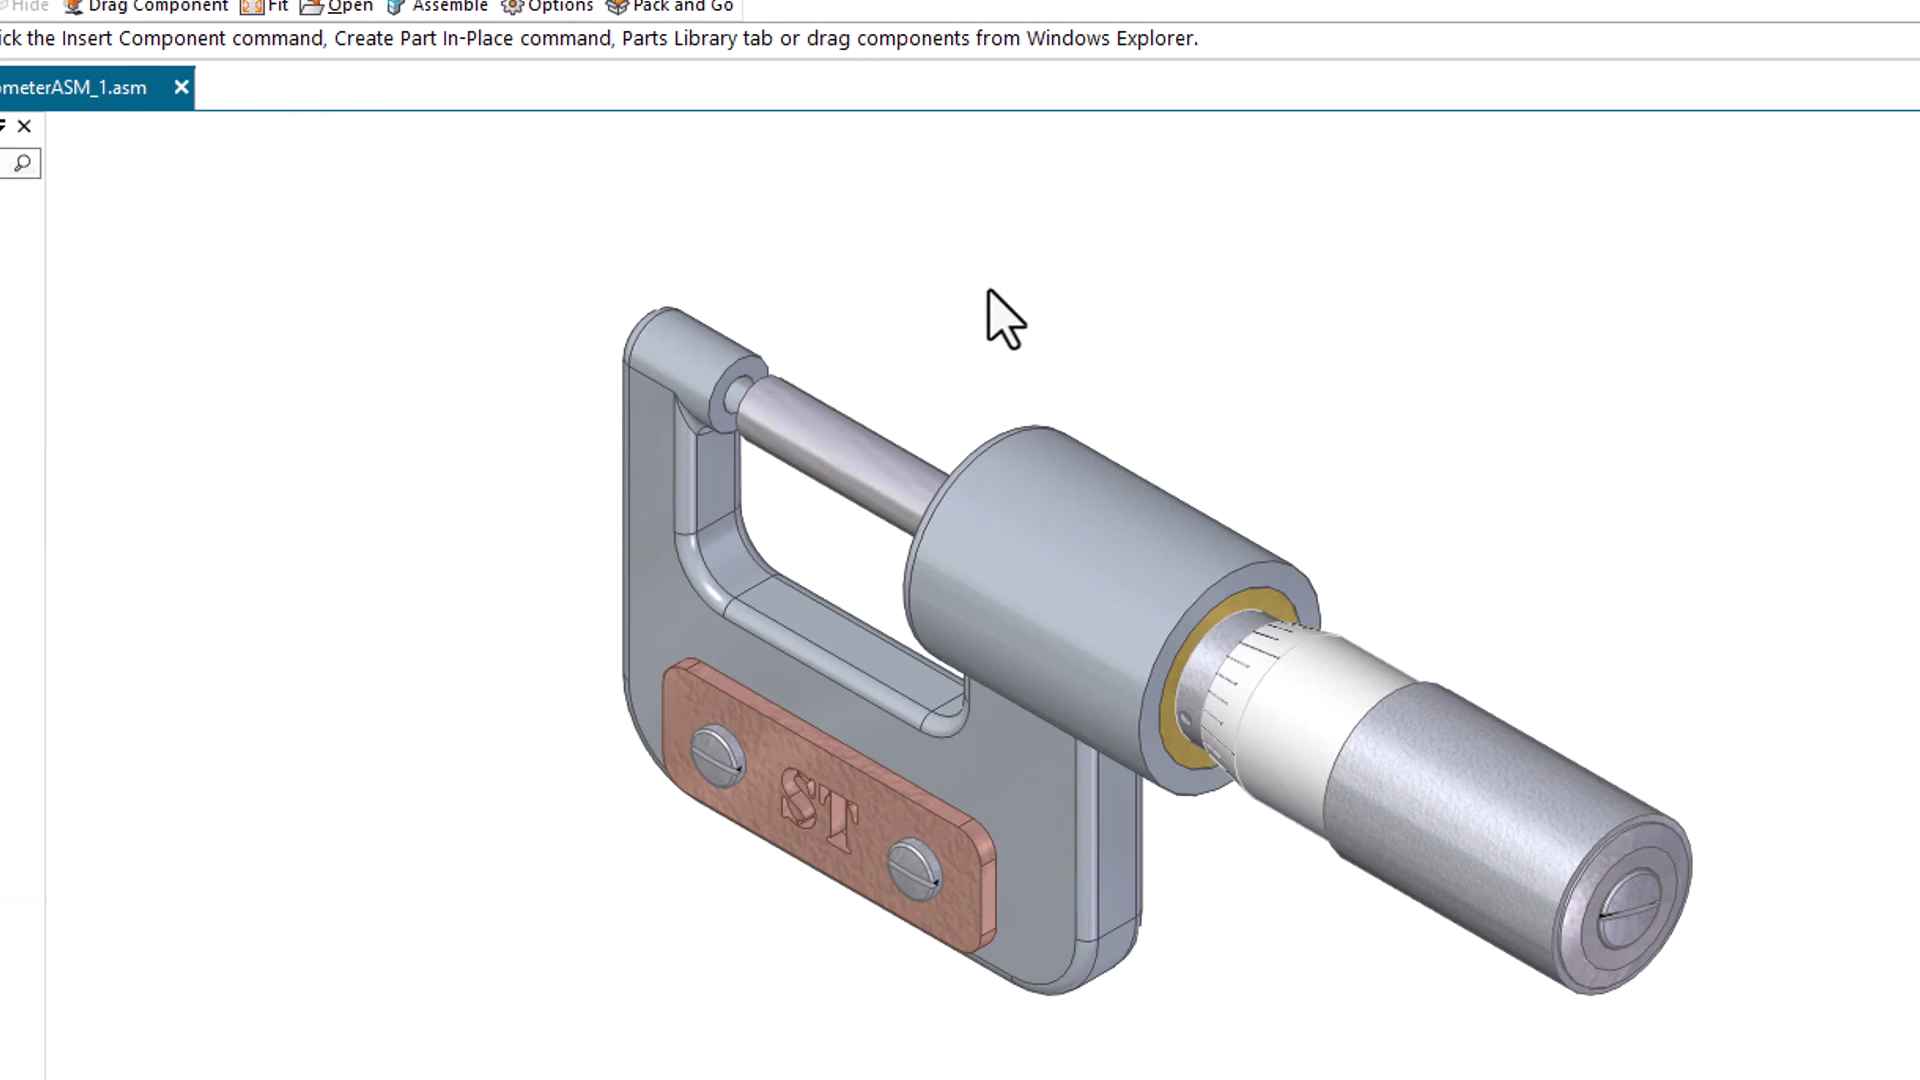 Hide Drag Component Fit Open Assemble Options Pack and Go
ick the Insert Component command, Create Part In-Place command, Parts Library tab or drag components from Windows Explorer.
ometerASM_1.asm
ST